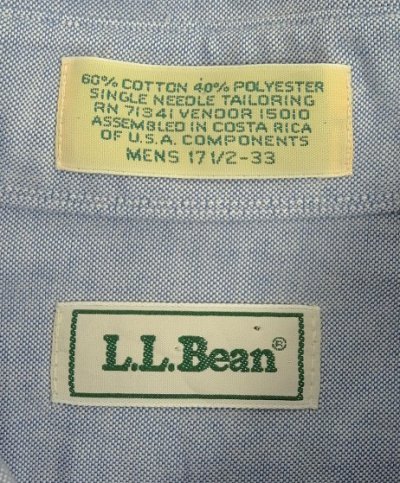 60% COTTON 40% POLYESTER
SINGLE NEEDLE TAILORING
RN 71341 VENDOR 15010
ASSEMBLED IN COSTA RICA
OF U.S.A. COMPONENTS
MENS 17 1/2-33
L.L.Bean®